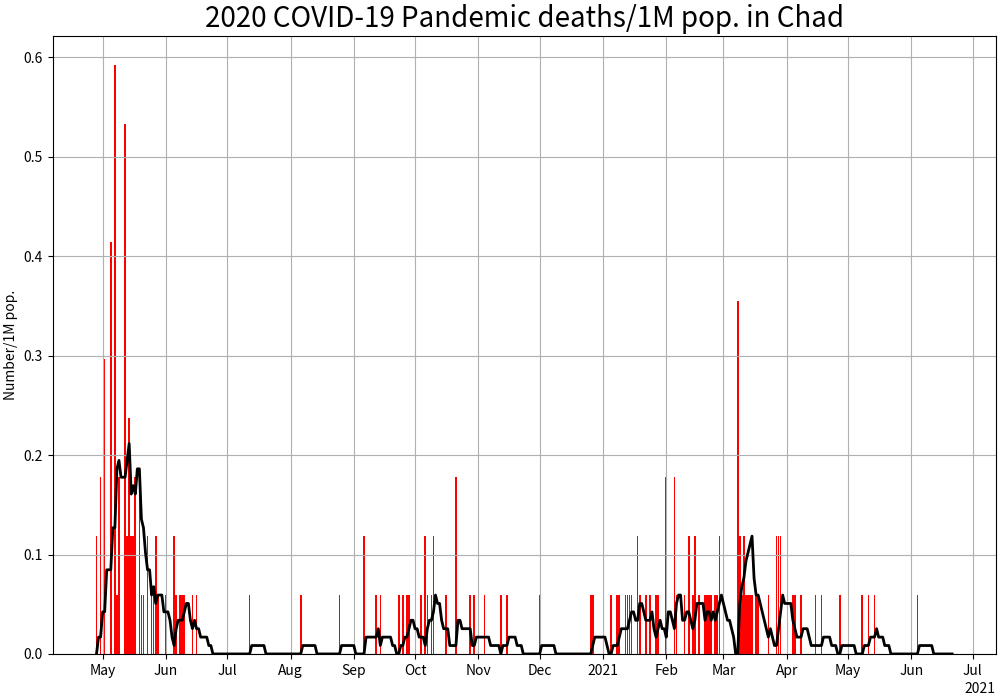 2020 COVID-19 Pandemic deaths/1M pop. in Chad
Number/1M pop.
0.6
0.5
0.4
0.3
0.2
0.1
0.0
May Jun Jul Aug Sep Oct Nov Dec 2021 Feb Mar Apr May Jun Jul
2021